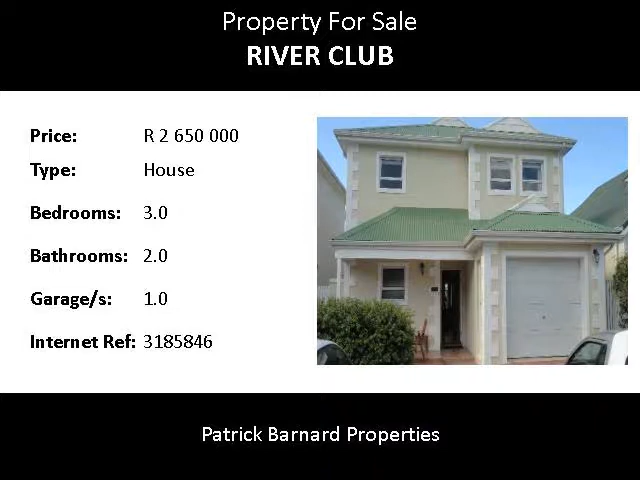 Property For Sale
RIVER CLUB
Price: R 2 650 000
Type: House
Bedrooms: 3.0
Bathrooms: 2.0
Garage/s: 1.0
Internet Ref: 3185846
Patrick Barnard Properties